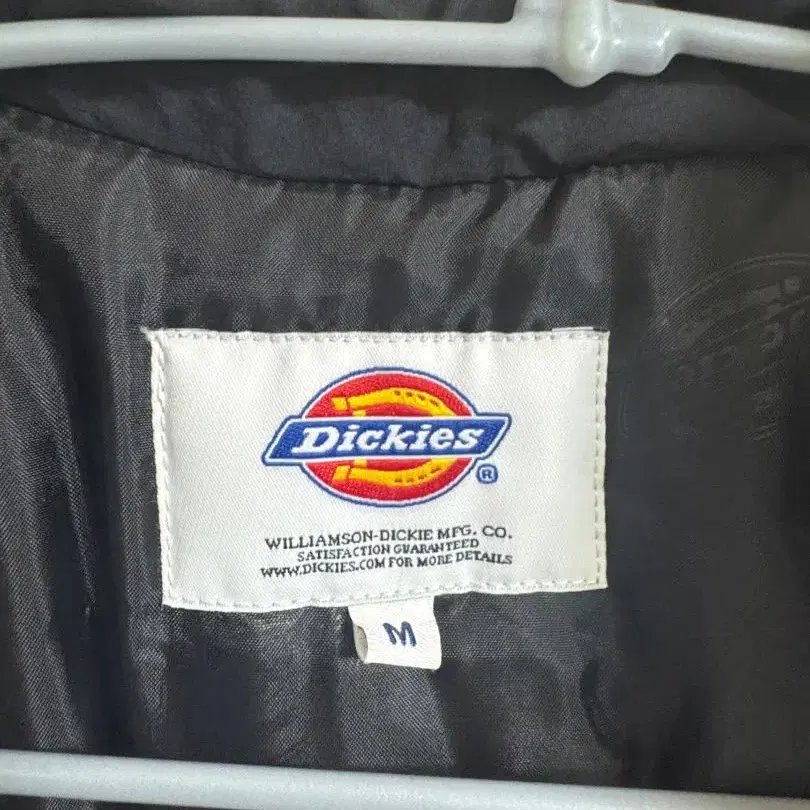 Dickies
®
WILLIAMSON-DICKIE MFG. CO.
SATISFACTION GUARANTEED
WWW.DICKIES.COM FOR MORE DETAILS
M